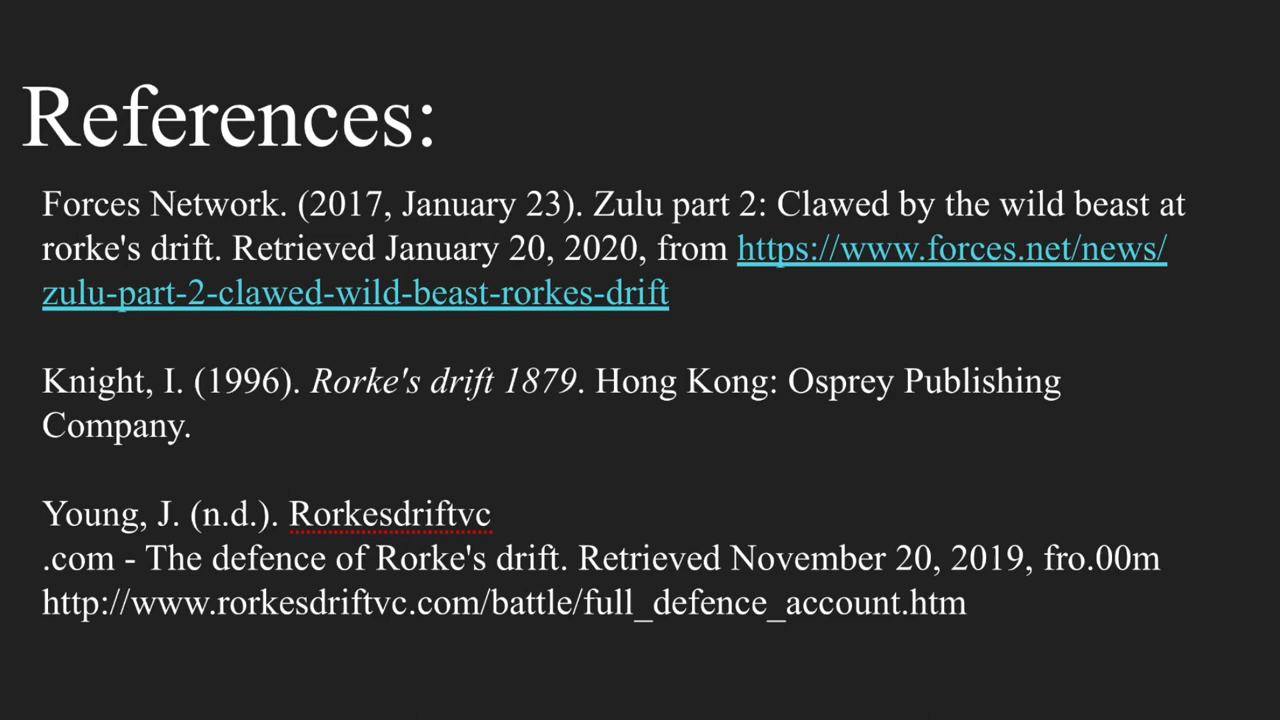 References:
Forces Network. (2017, January 23). Zulu part 2: Clawed by the wild beast at
rorke's drift. Retrieved January 20, 2020, from https://www.forces.net/news/
zulu-part-2-clawed-wild-beast-rorkes-drift
Knight, I. (1996). Rorke's drift 1879. Hong Kong: Osprey Publishing
Company.
Young, J. (n.d.). Rorkesdriftvc
.com - The defence of Rorke's drift. Retrieved November 20, 2019, fro.00m
http://www.rorkesdriftvc.com/battle/full_defence_account.htm